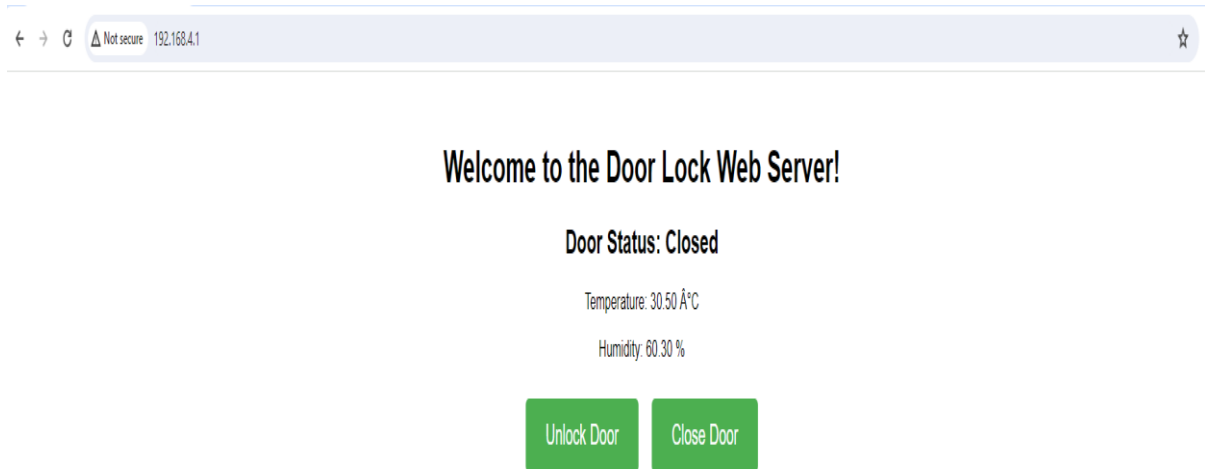 Not secure 192.168.4.1
Welcome to the Door Lock Web Server!
Door Status: Closed
Temperature: 30.50 Â°C
Humidity: 60.30 %
Unlock Door Close Door